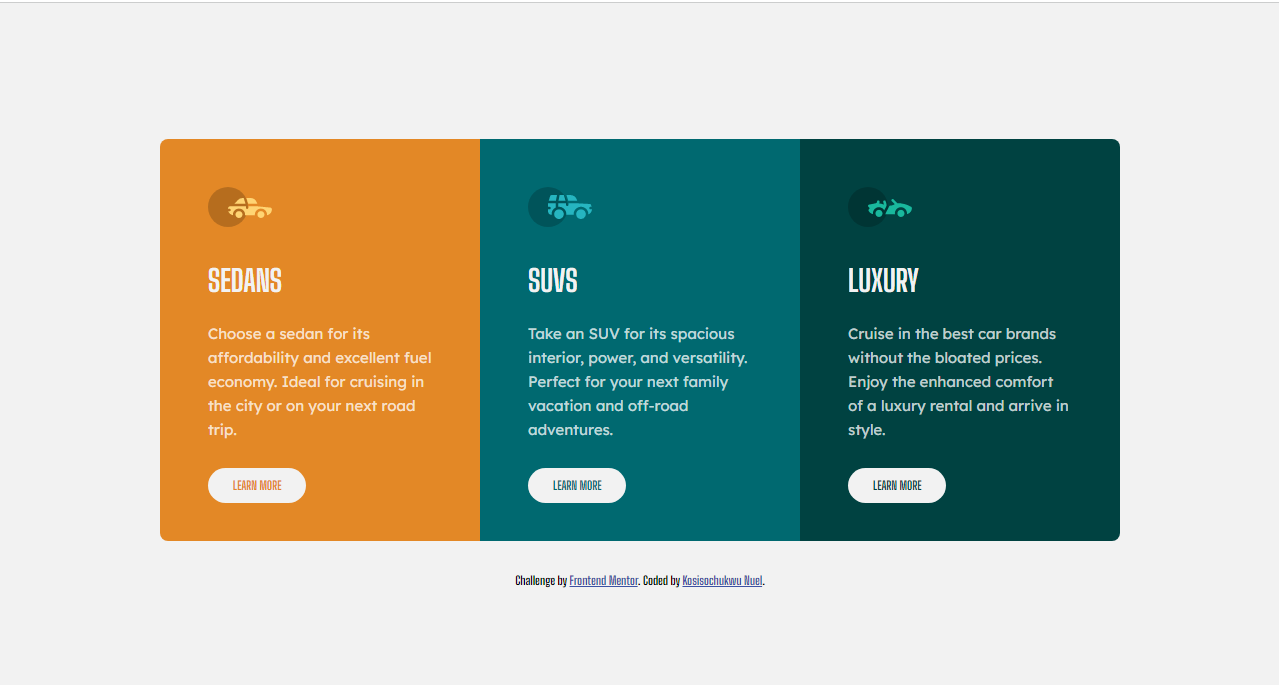 SEDANS
Choose a sedan for its
affordability and excellent fuel
economy. Ideal for cruising in
the city or on your next road
trip.
LEARN MORE
SUVS
Take an SUV for its spacious
interior, power, and versatility.
Perfect for your next family
vacation and off-road
adventures.
LEARN MORE
LUXURY
Cruise in the best car brands
without the bloated prices.
Enjoy the enhanced comfort
of a luxury rental and arrive in
style.
LEARN MORE
Challenge by Frontend Mentor. Coded by Kosisochukwu Nuel.